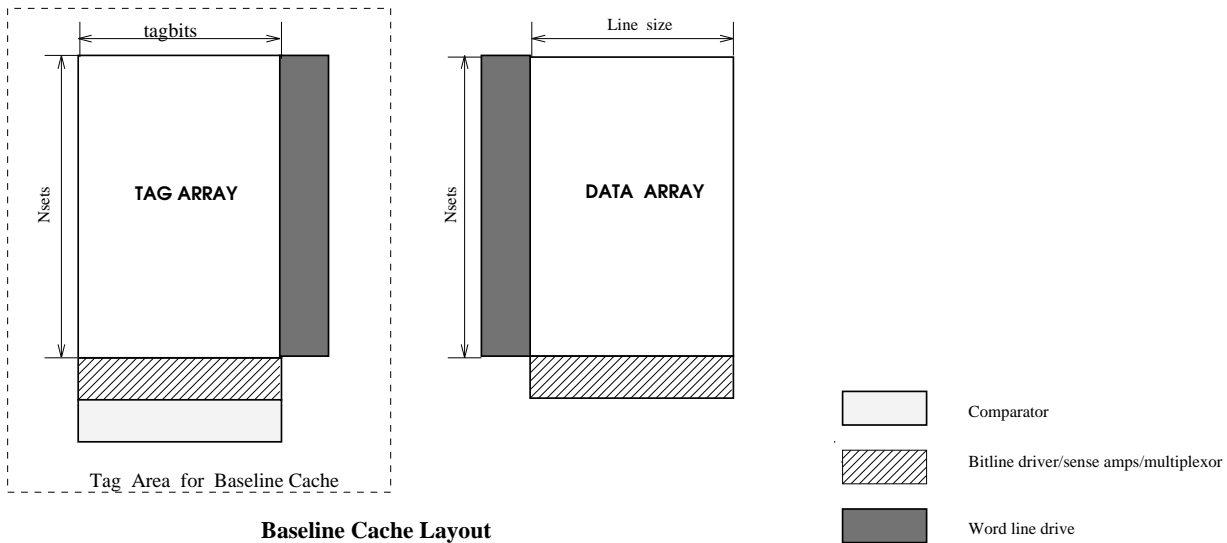 tagbits
Line size
Nsets
TAG ARRAY
Nsets
DATA ARRAY
Tag Area for Baseline Cache
Comparator
Bitline driver/sense amps/multiplexor
Word line drive
Baseline Cache Layout